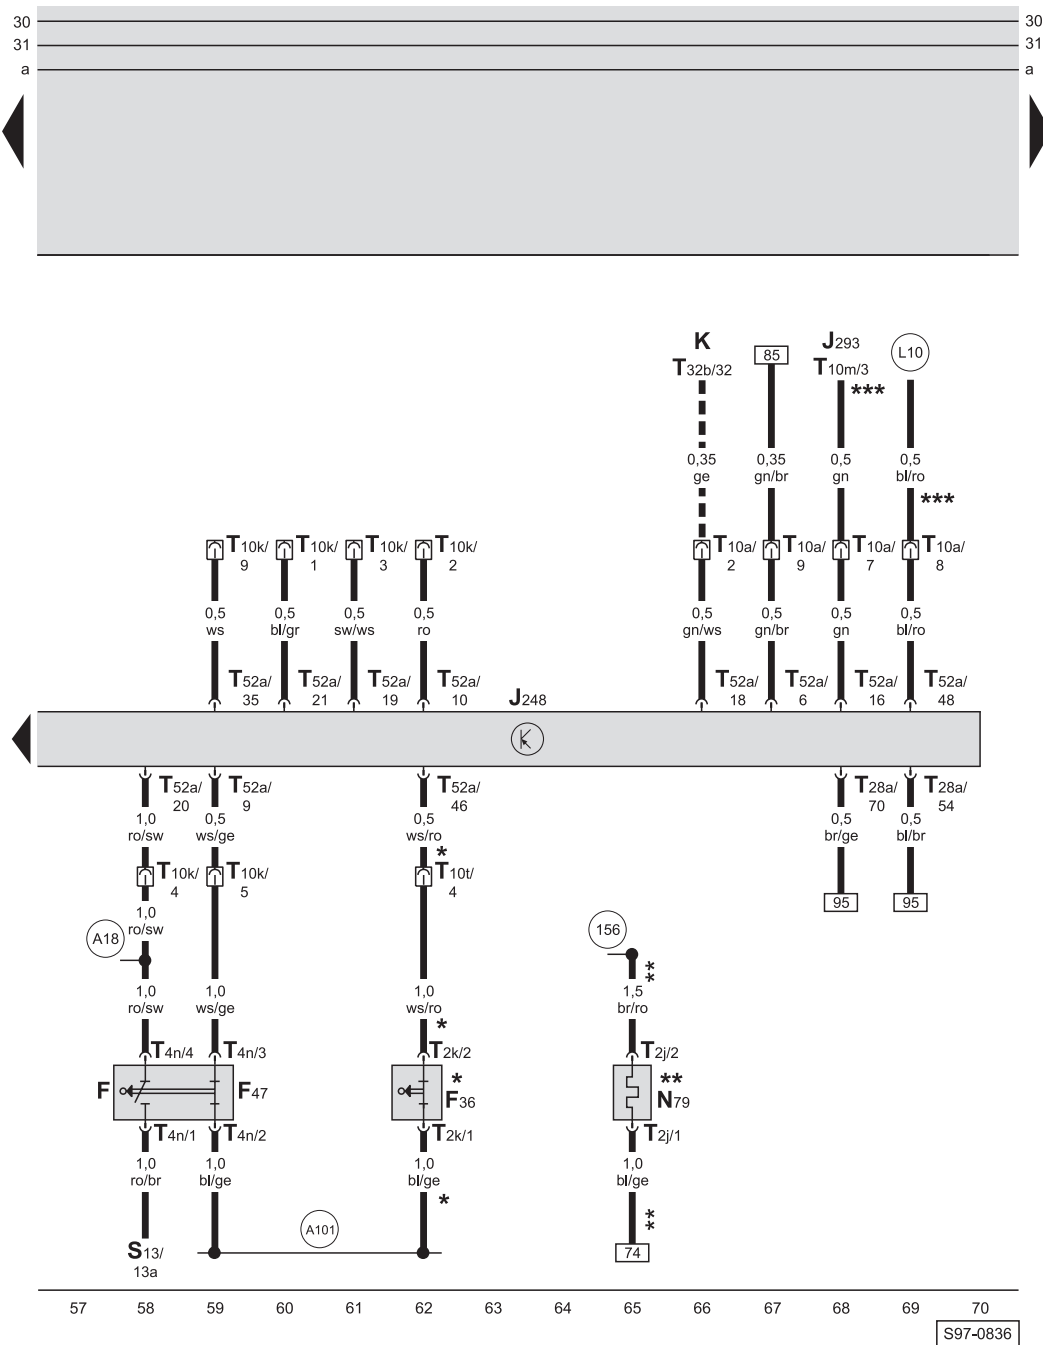 30 30
31 31
a a
K 85 J293 L10
T32b/32 T10m/3
***
0,35 0,35 0,5 0,5
ge gn/br gn bl/ro
***
T10k/ T10k/ T10k/ T10k/ T10a/ T10a/ T10a/ T10a/
9 1 3 2 2 9 7 8
0,5 0,5 0,5 0,5 0,5 0,5 0,5 0,5
ws bl/gr sw/ws ro gn/ws gn/br gn bl/ro
T52a/ T52a/ T52a/ T52a/ J248 T52a/ T52a/ T52a/ T52a/
35 21 19 10 18 6 16 48
T52a/ T52a/ T52a/ T28a/ T28a/
20 9 46 70 54
1,0 0,5 0,5 0,5 0,5
ro/sw ws/ge ws/ro br/ge bl/br
*
T10k/ T10k/ T10t/
4 5 4
95 95
1,0
ro/sw
A18 156
**
1,0 1,0 1,0 1,5
ro/sw ws/ge ws/ro br/ro
*
T4n/4 T4n/3 T2k/2 T2j/2
* **
F F47 F36 N79
T4n/1 T4n/2 T2k/1 T2j/1
1,0 1,0 1,0 1,0
ro/br bl/ge bl/ge bl/ge
* **
A101
S13/ 74
13a
57 58 59 60 61 62 63 64 65 66 67 68 69 70
S97-0836